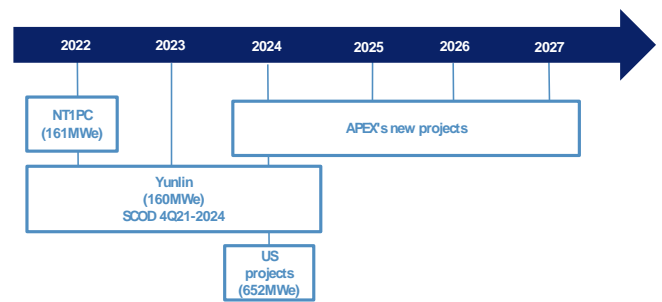 2022 2023 2024 2025 2026 2027
NT1PC
(161MWe)
APEX's new projects
Yunlin
(160MWe)
SCOD 4Q21-2024
US
projects
(652MWe)